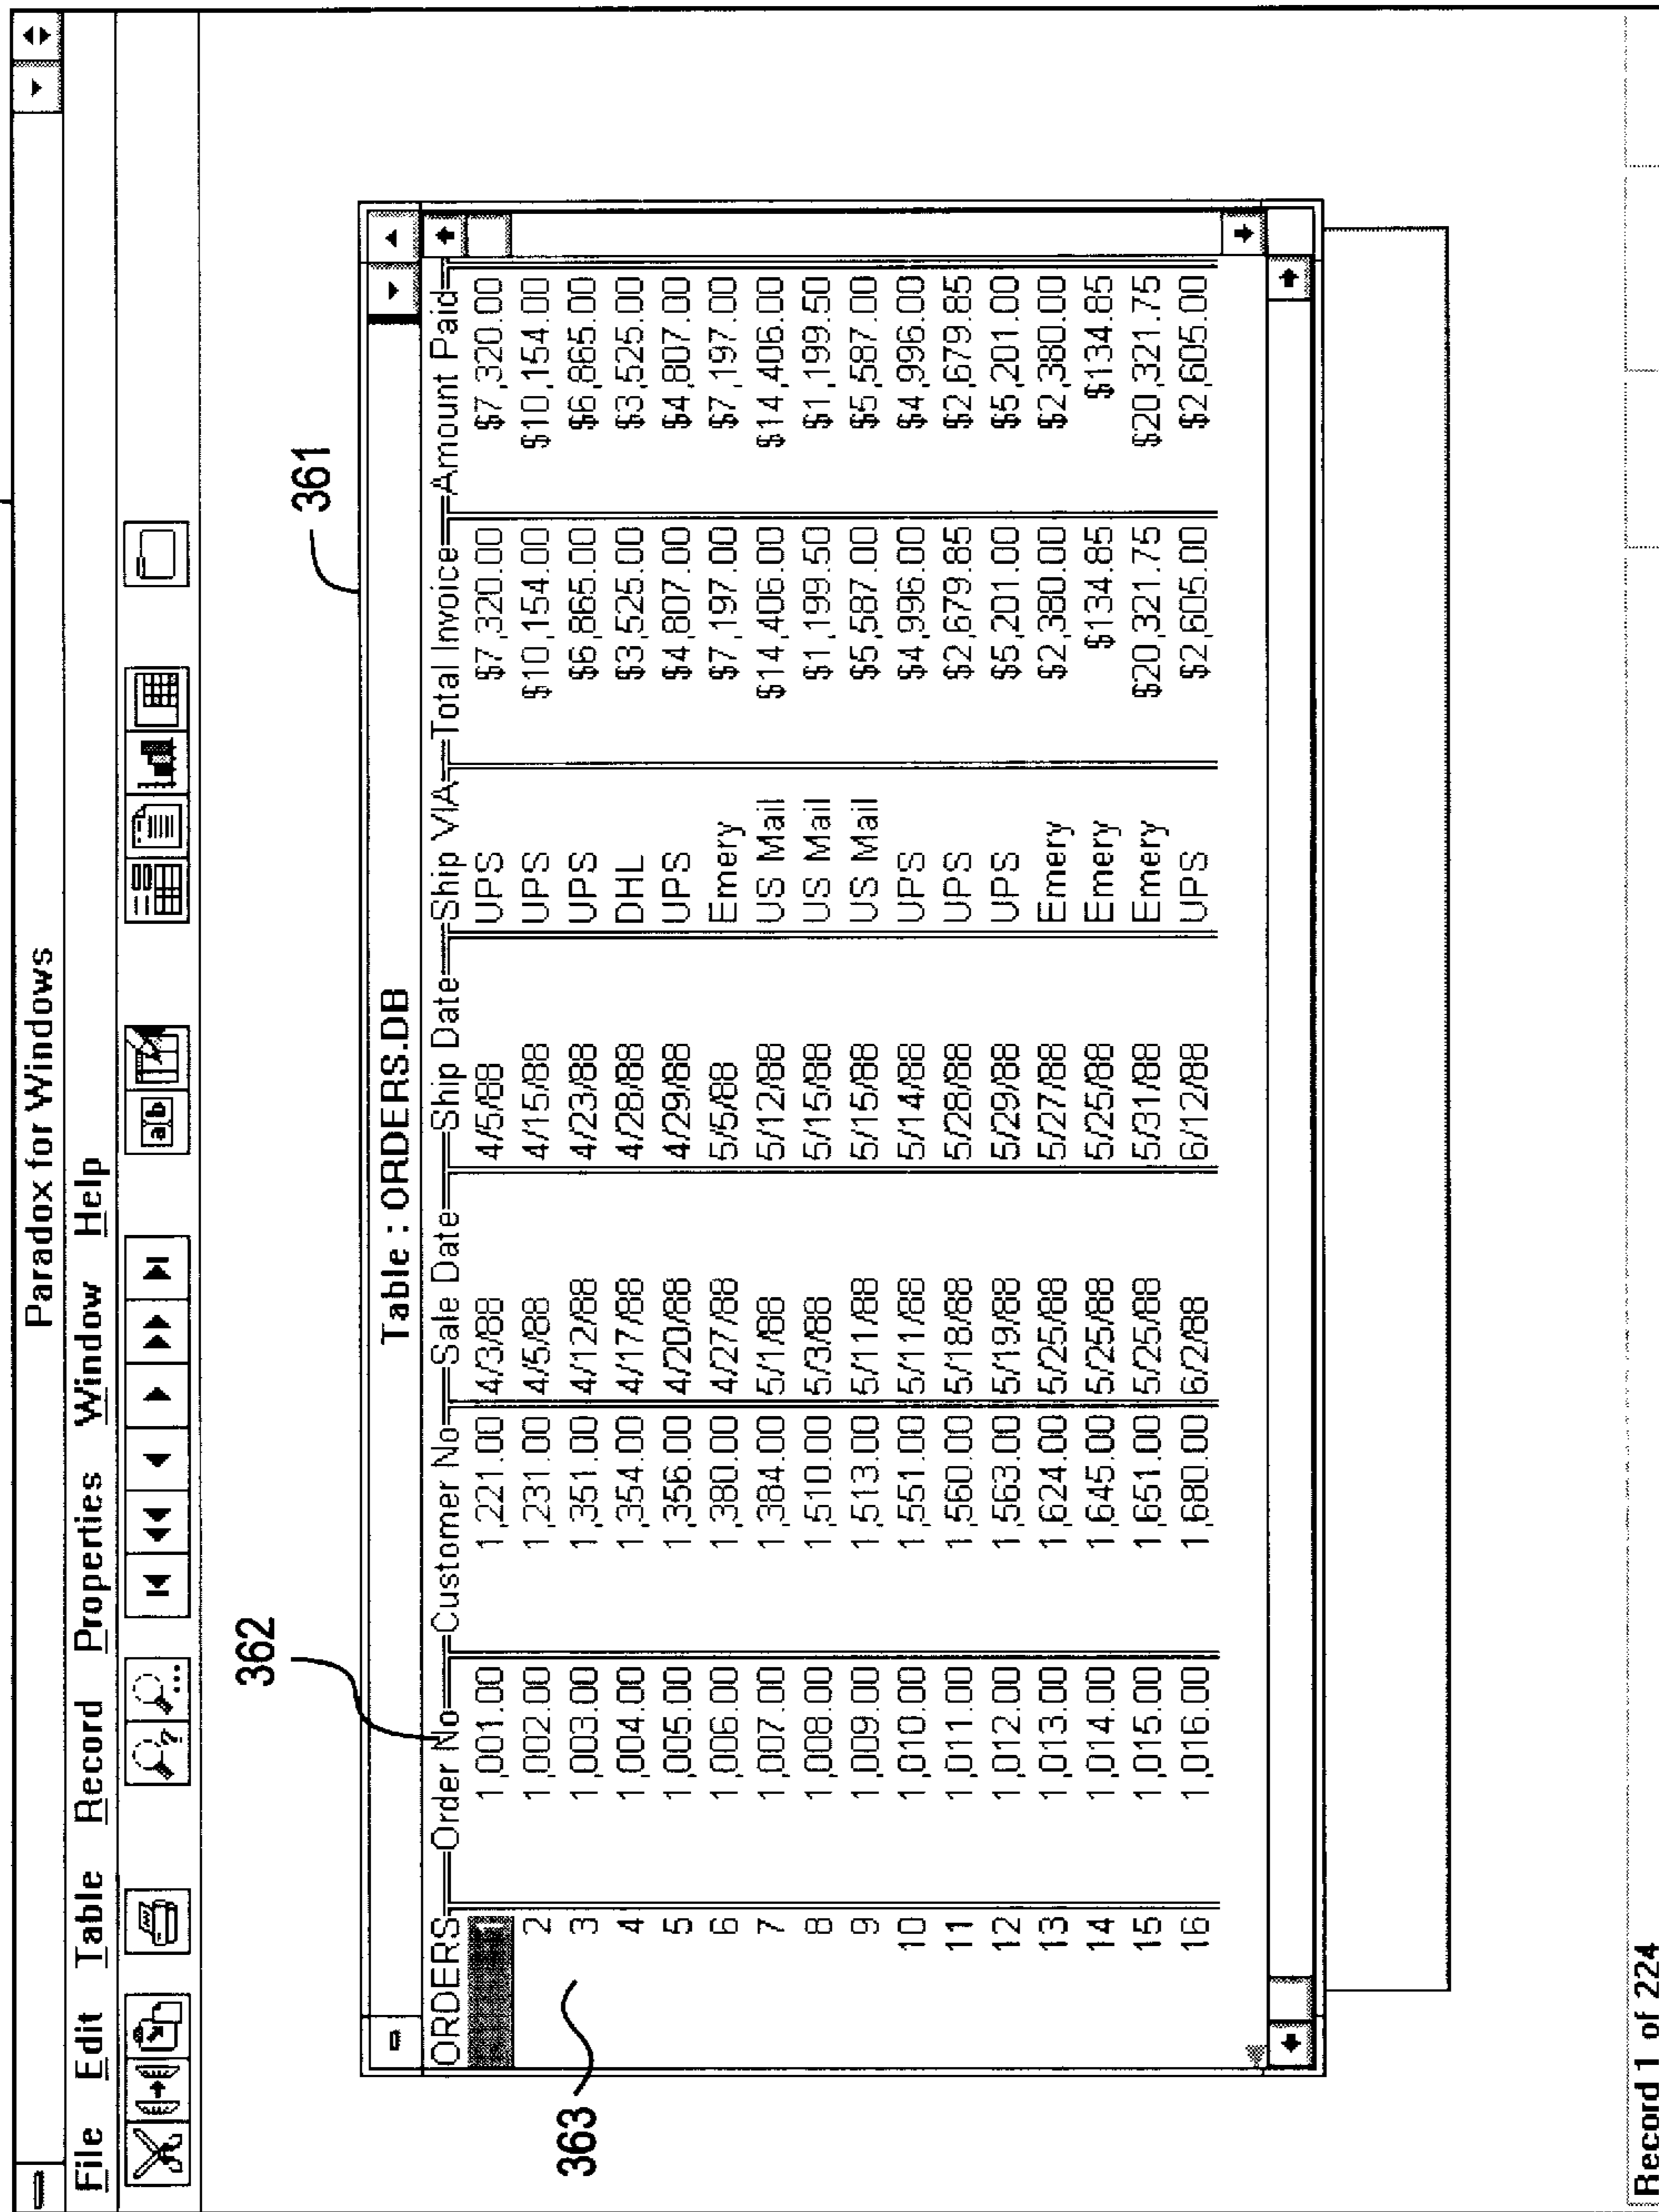 Paradox for Windows
File Edit Table Record Properties Window Help
a b
362
361
Table : ORDERS.DB
ORDERS Order No Customer No Sale Date Ship Date Ship VIA Total Invoice Amount Paid
1 1,001.00 1,221.00 4/3/88 4/5/88 UPS $7,320.00 $7,320.00
2 1,002.00 1,231.00 4/5/88 4/15/88 UPS $10,154.00 $10,154.00
3 1,003.00 1,351.00 4/12/88 4/23/88 UPS $6,865.00 $6,865.00
4 1,004.00 1,354.00 4/17/88 4/28/88 DHL $3,525.00 $3,525.00
5 1,005.00 1,356.00 4/20/88 4/29/88 UPS $4,807.00 $4,807.00
6 1,006.00 1,380.00 4/27/88 5/5/88 Emery $7,197.00 $7,197.00
7 1,007.00 1,384.00 5/1/88 5/12/88 US Mail $14,406.00 $14,406.00
8 1,008.00 1,510.00 5/3/88 5/15/88 US Mail $1,199.50 $1,199.50
9 1,009.00 1,513.00 5/11/88 5/15/88 US Mail $5,587.00 $5,587.00
10 1,010.00 1,551.00 5/11/88 5/14/88 UPS $4,996.00 $4,996.00
11 1,011.00 1,560.00 5/18/88 5/28/88 UPS $2,679.85 $2,679.85
12 1,012.00 1,563.00 5/19/88 5/29/88 UPS $5,201.00 $5,201.00
13 1,013.00 1,624.00 5/25/88 5/27/88 Emery $2,380.00 $2,380.00
14 1,014.00 1,645.00 5/25/88 5/25/88 Emery $134.85 $134.85
15 1,015.00 1,651.00 5/25/88 5/31/88 Emery $20,321.75 $20,321.75
16 1,016.00 1,680.00 6/2/88 6/12/88 UPS $2,605.00 $2,605.00
363
Record 1 of 224